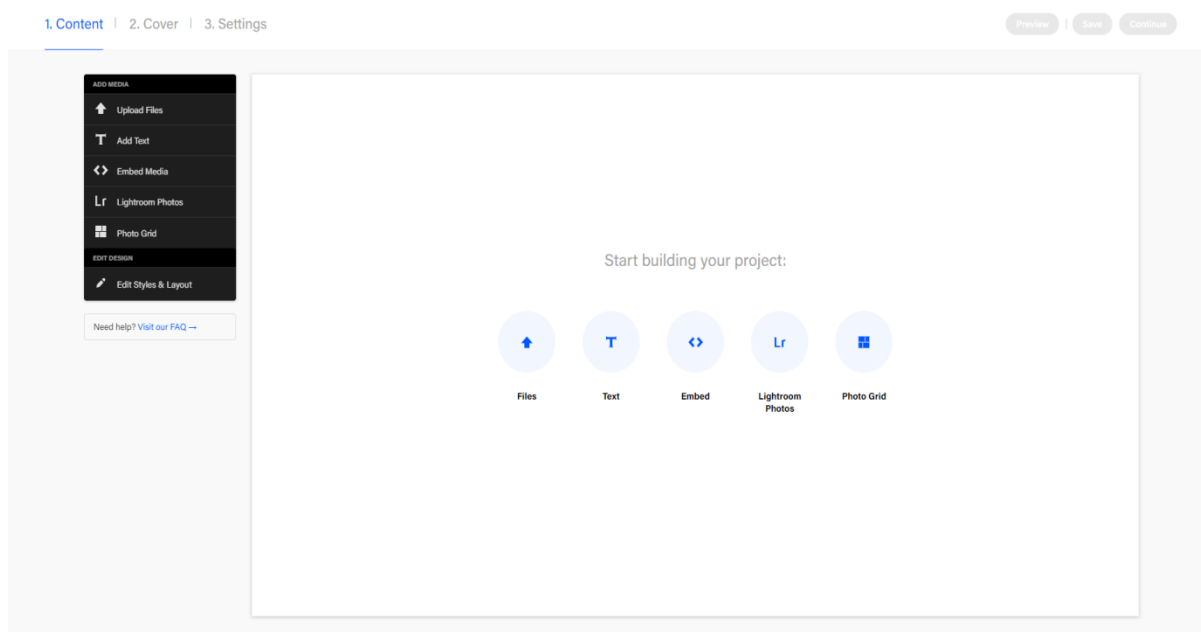 1. Content | 2. Cover | 3. Settings
Preview | Save Continue
ADD MEDIA
Upload Files
T Add Text
<> Embed Media
Lr Lightroom Photos
Photo Grid
EDIT DESIGN
Edit Styles & Layout
Need help? Visit our FAQ →
Start building your project:
T <> Lr
Files Text Embed Lightroom Photos Photo Grid